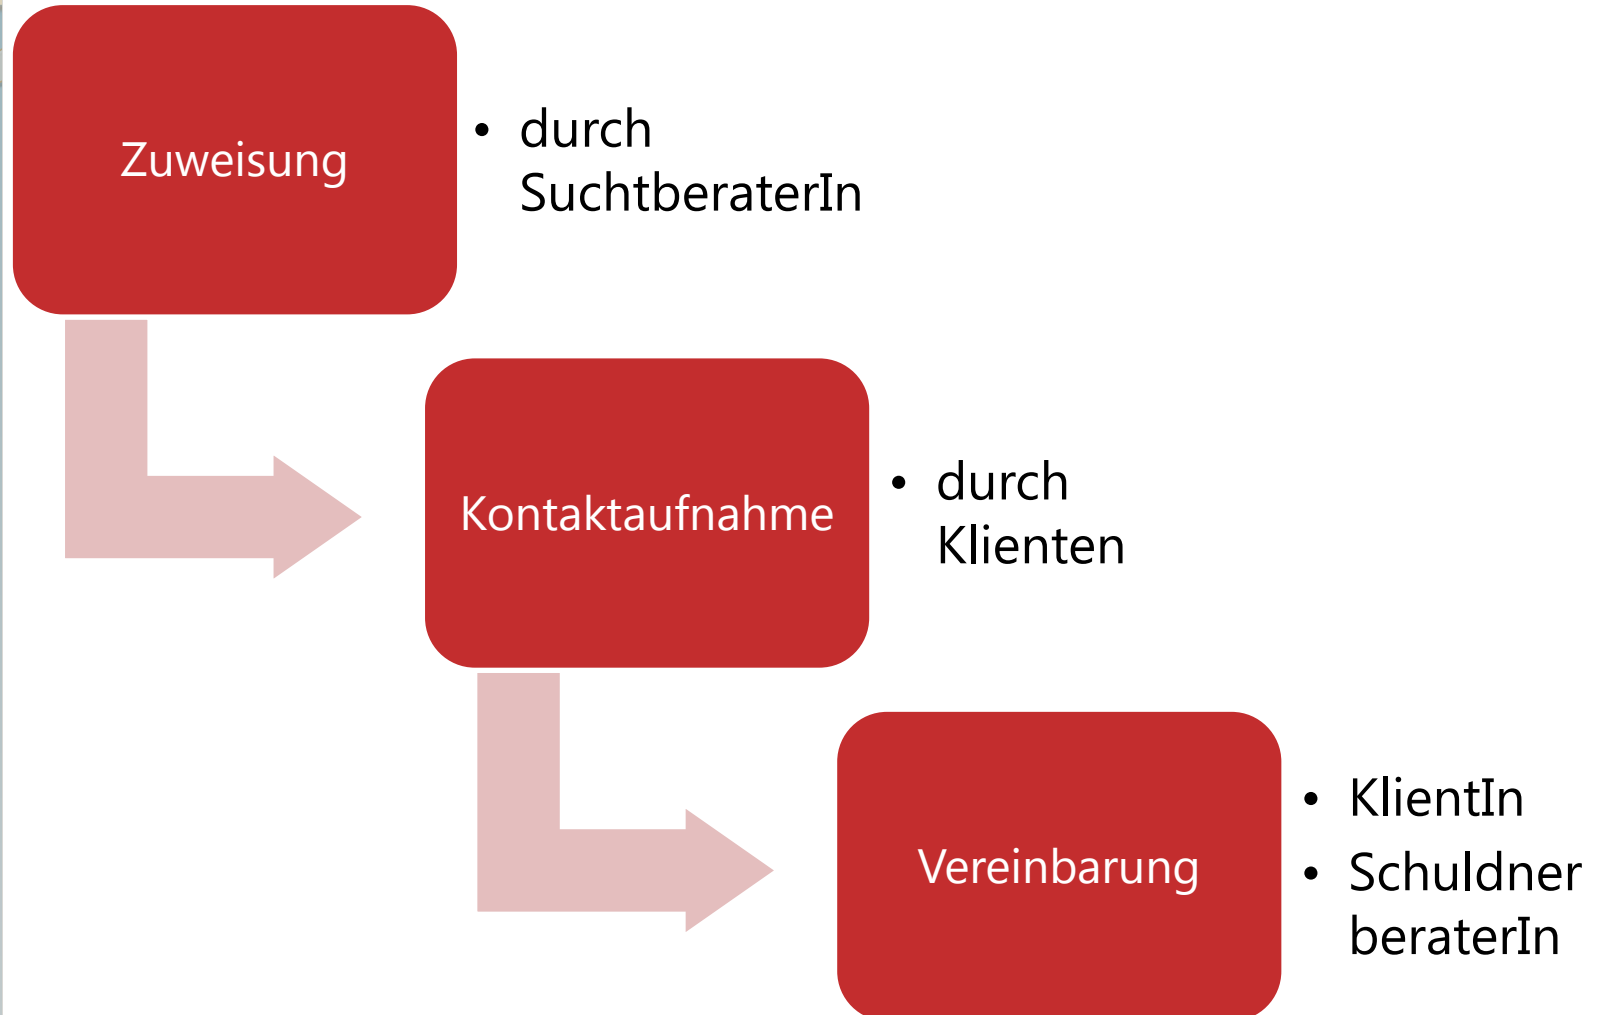 Zuweisung
• durch
SuchtberaterIn
Kontaktaufnahme
• durch
Klienten
Vereinbarung
• KlientIn
• Schuldner
beraterIn